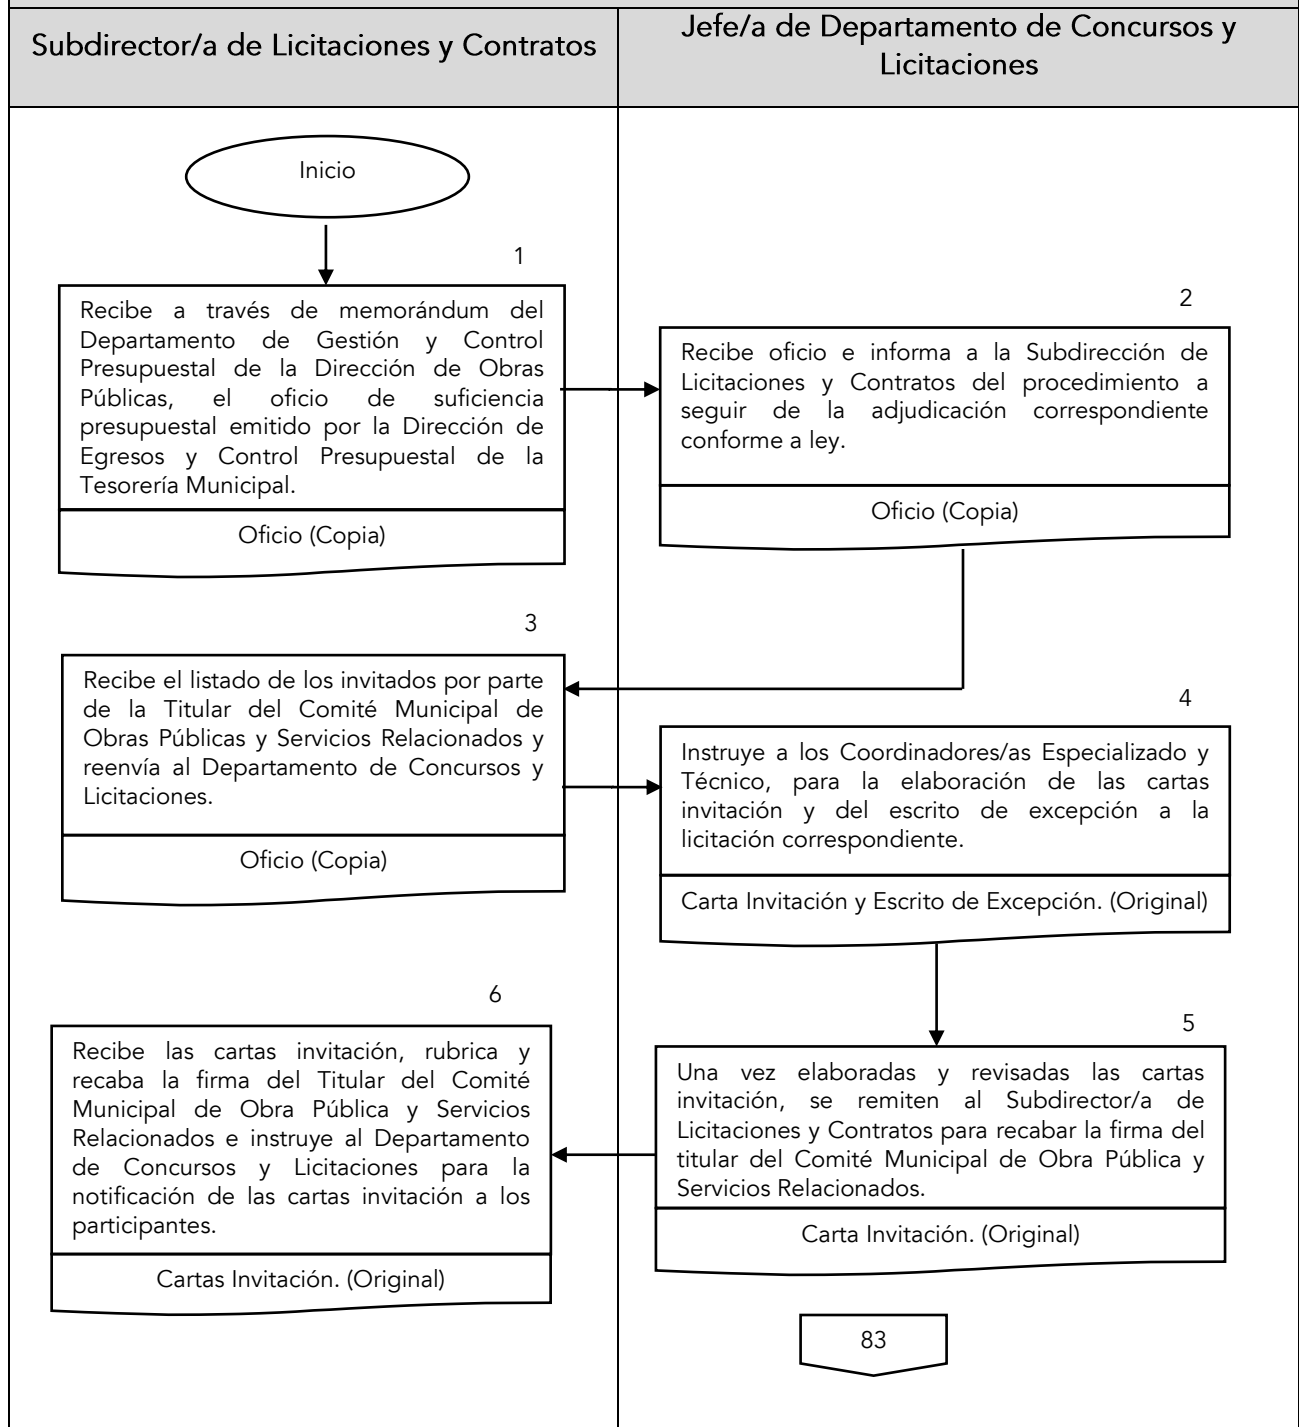 Subdirector/a de Licitaciones y Contratos
Jefe/a de Departamento de Concursos y
Licitaciones
Inicio
1
Recibe a través de memorándum del
Departamento de Gestión y Control
Presupuestal de la Dirección de Obras
Públicas, el oficio de suficiencia
presupuestal emitido por la Dirección de
Egresos y Control Presupuestal de la
Tesorería Municipal.
Oficio (Copia)
2
Recibe oficio e informa a la Subdirección de
Licitaciones y Contratos del procedimiento a
seguir de la adjudicación correspondiente
conforme a ley.
Oficio (Copia)
3
Recibe el listado de los invitados por parte
de la Titular del Comité Municipal de
Obras Públicas y Servicios Relacionados y
reenvía al Departamento de Concursos y
Licitaciones.
Oficio (Copia)
4
Instruye a los Coordinadores/as Especializado y
Técnico, para la elaboración de las cartas
invitación y del escrito de excepción a la
licitación correspondiente.
Carta Invitación y Escrito de Excepción. (Original)
5
Una vez elaboradas y revisadas las cartas
invitación, se remiten al Subdirector/a de
Licitaciones y Contratos para recabar la firma del
titular del Comité Municipal de Obra Pública y
Servicios Relacionados.
Carta Invitación. (Original)
6
Recibe las cartas invitación, rubrica y
recaba la firma del Titular del Comité
Municipal de Obra Pública y Servicios
Relacionados e instruye al Departamento
de Concursos y Licitaciones para la
notificación de las cartas invitación a los
participantes.
Cartas Invitación. (Original)
83